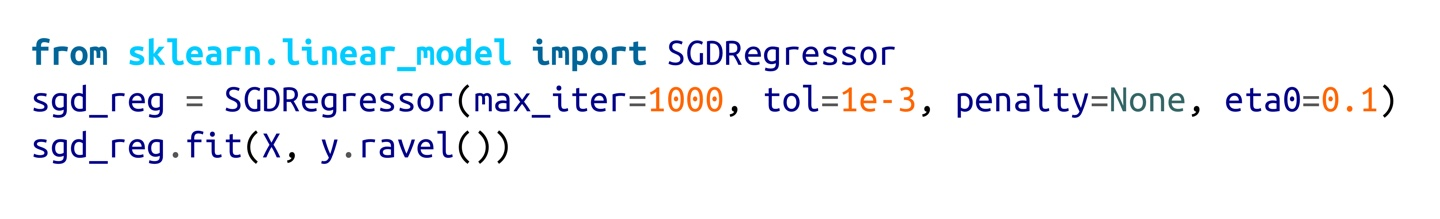 from sklearn.linear_model import SGDRegressor
sgd_reg = SGDRegressor(max_iter=1000, tol=1e-3, penalty=None, eta0=0.1)
sgd_reg.fit(X, y.ravel())